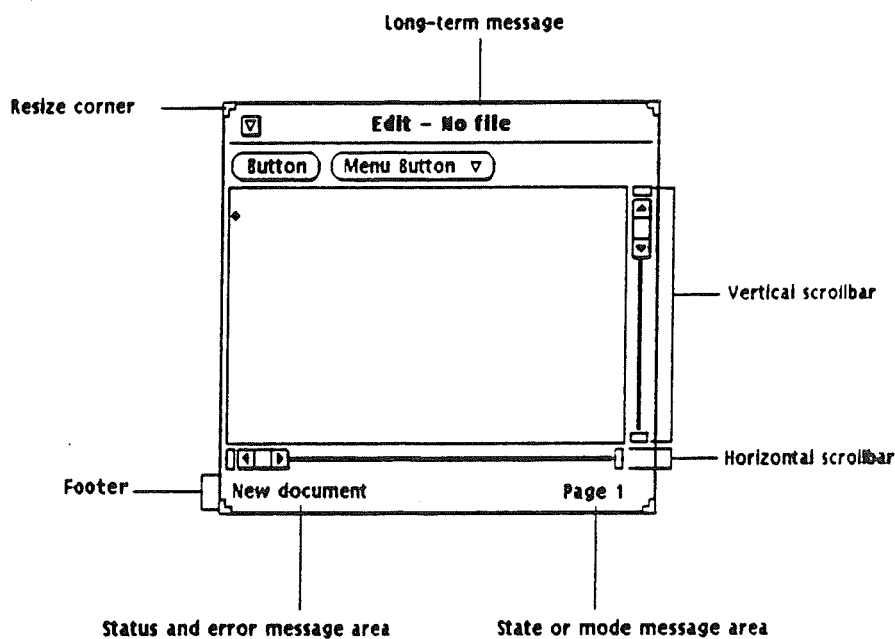 Long-term message
Resize corner
Edit - No file
Button
Menu Button
Vertical scrollbar
Horizontal scrollbar
Footer
New document
Page 1
Status and error message area
State or mode message area